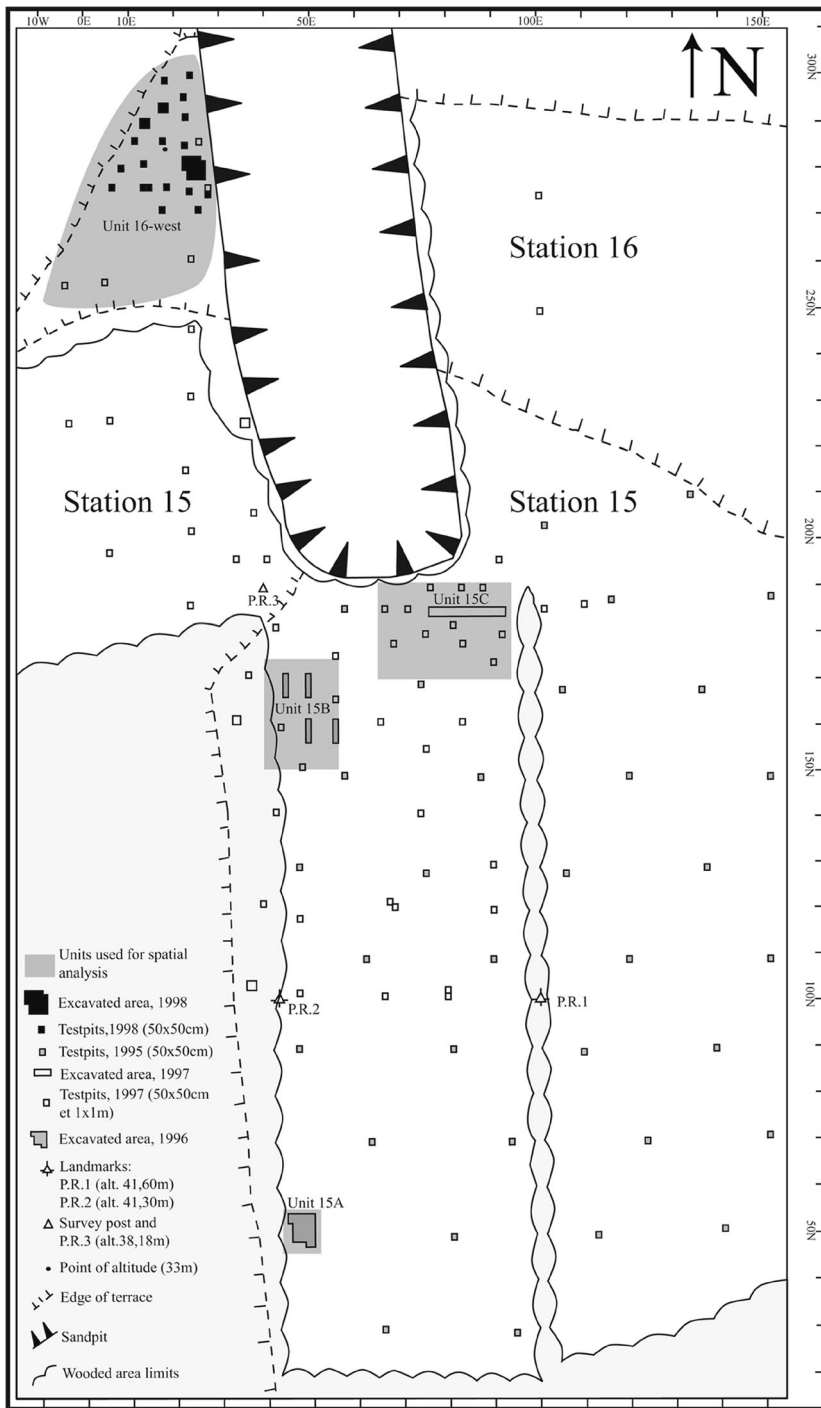 10W 0E 10E 50E 100E 150E
N
300N
Unit 16-west
Station 16
250N
Station 15
Station 15
200N
P.R.3
Unit 15C
Unit 15B
150N
Units used for spatial
analysis
Excavated area, 1998
P.R.2
P.R.1
100N
Testpits,1998 (50x50cm)
Testpits, 1995 (50x50cm)
Excavated area, 1997
Testpits, 1997 (50x50cm
et 1x1m)
Excavated area, 1996
Landmarks:
P.R.1 (alt. 41,60m)
P.R.2 (alt. 41,30m)
Unit 15A
Survey post and
P.R.3 (alt.38,18m)
50N
Point of altitude (33m)
Edge of terrace
Sandpit
Wooded area limits